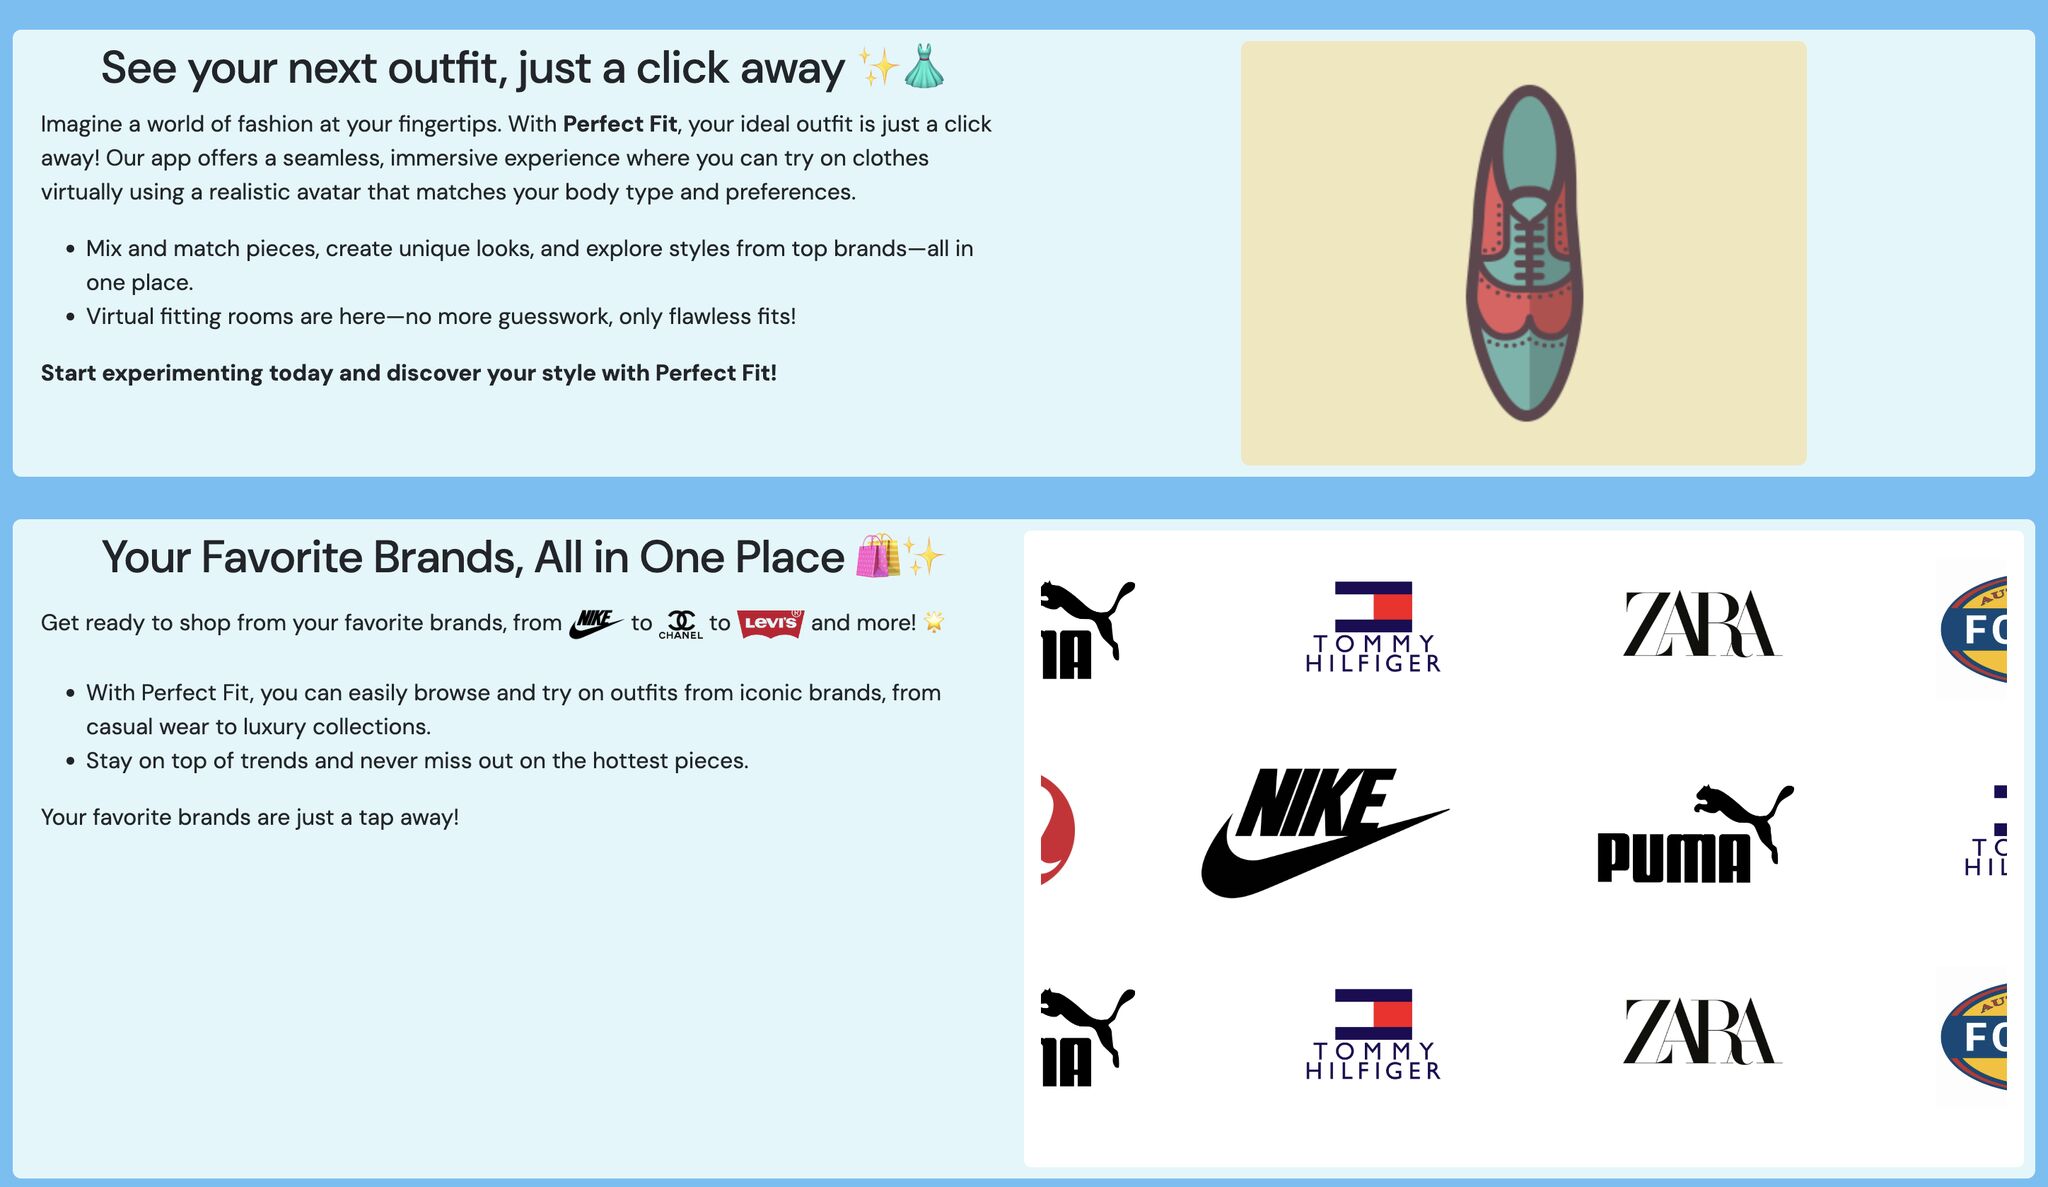 See your next outfit, just a click away ✨👗
Imagine a world of fashion at your fingertips. With Perfect Fit, your ideal outfit is just a click
away! Our app offers a seamless, immersive experience where you can try on clothes
virtually using a realistic avatar that matches your body type and preferences.
• Mix and match pieces, create unique looks, and explore styles from top brands—all in
one place.
• Virtual fitting rooms are here—no more guesswork, only flawless fits!
Start experimenting today and discover your style with Perfect Fit!
Your Favorite Brands, All in One Place 🛍️✨
Get ready to shop from your favorite brands, from NIKE to CHANEL to LEVI'S® and more! 🌟
• With Perfect Fit, you can easily browse and try on outfits from iconic brands, from
casual wear to luxury collections.
• Stay on top of trends and never miss out on the hottest pieces.
Your favorite brands are just a tap away!
TOMMY
HILFIGER
ZARA
NIKE
PUMA
TOMMY
HILFIGER
ZARA